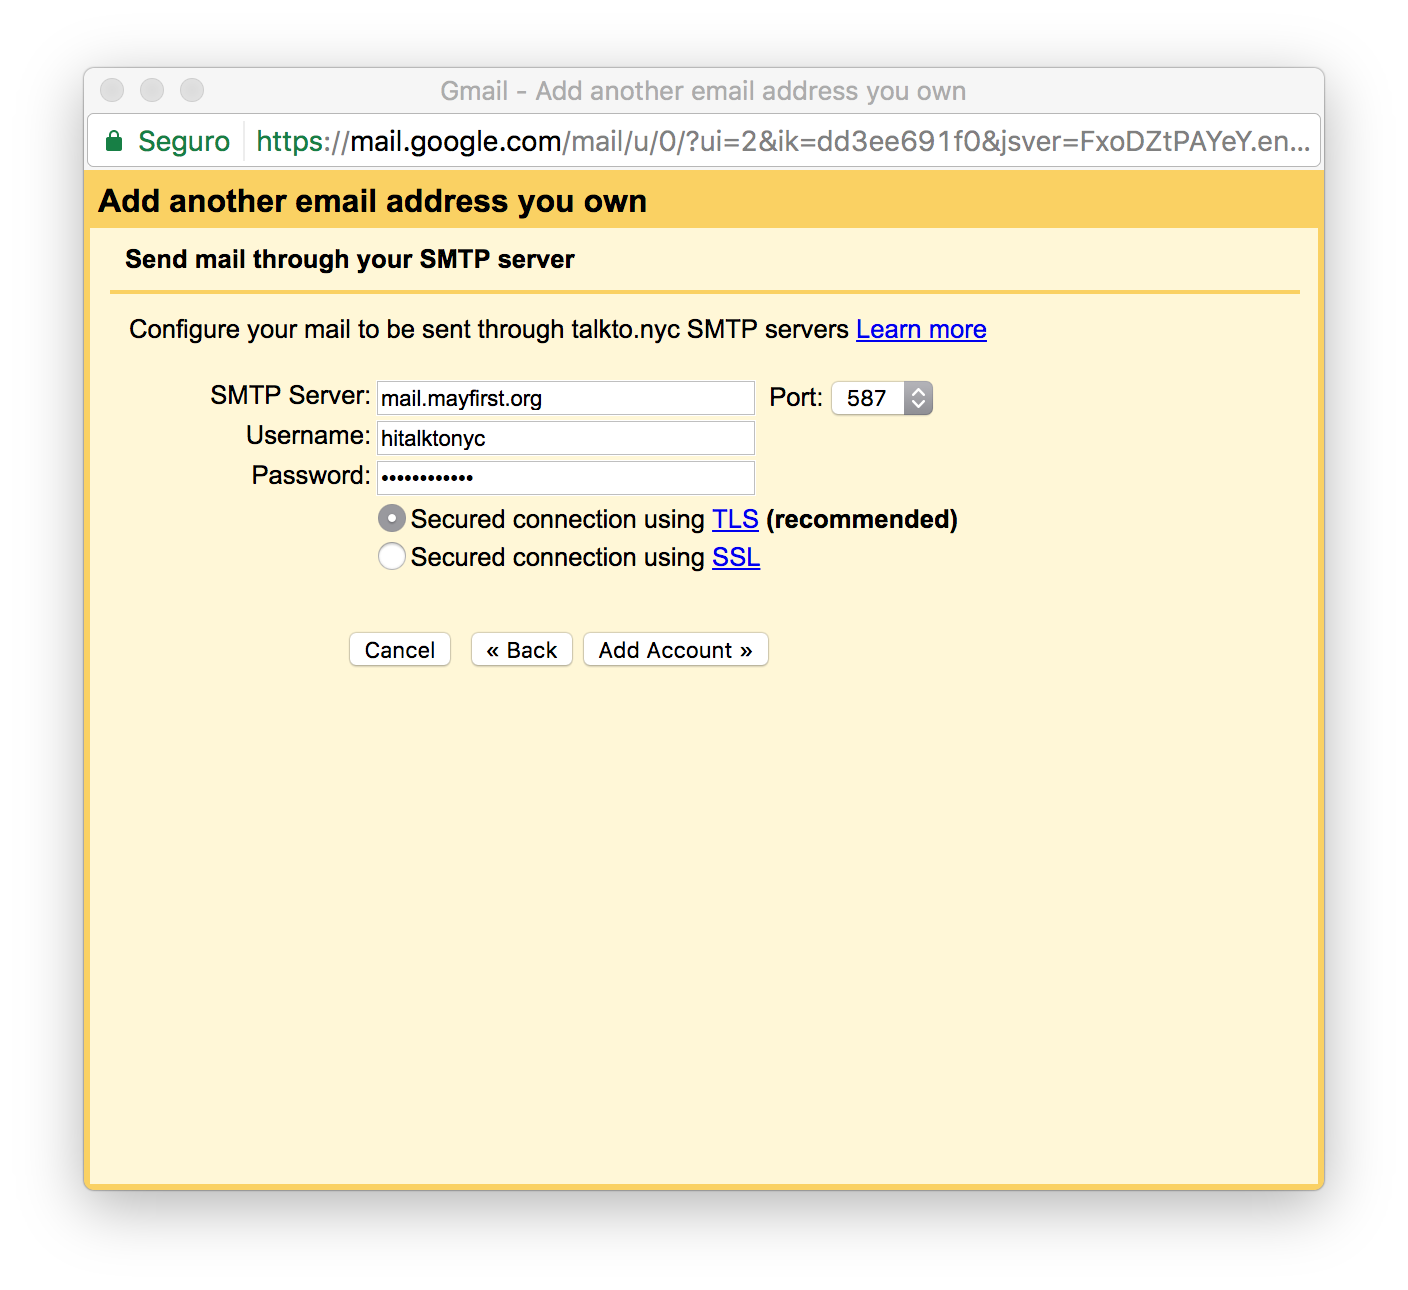 Gmail - Add another email address you own
Seguro https://mail.google.com/mail/u/0/?ui=2&ik=dd3ee691f0&jsver=FxoDZtPAYeY.en...
Add another email address you own
Send mail through your SMTP server
Configure your mail to be sent through talkto.nyc SMTP servers Learn more
SMTP Server: mail.mayfirst.org Port: 587
Username: hitalktonyc
Password: ••••••••••••
Secured connection using TLS (recommended)
Secured connection using SSL
Cancel « Back Add Account »